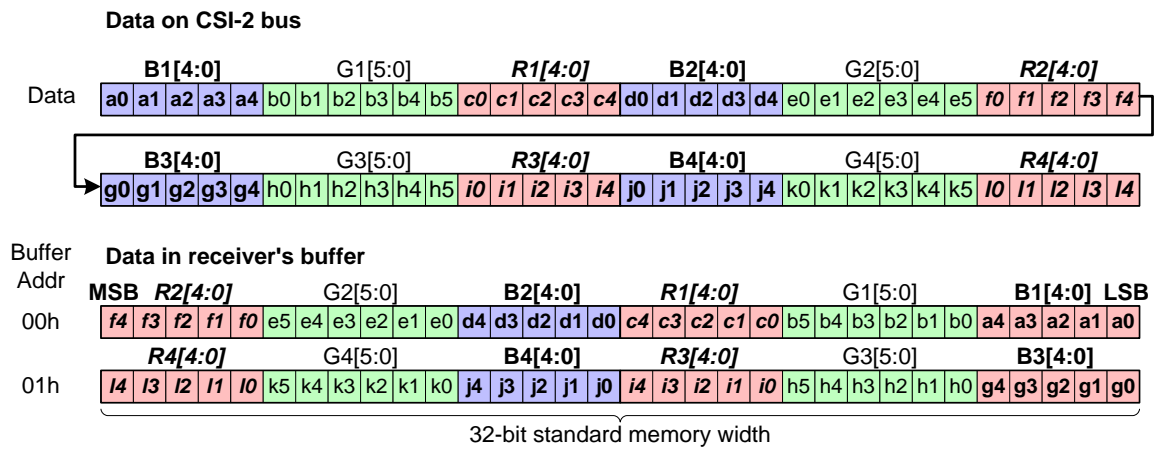 Data on CSI-2 bus
B1[4:0] G1[5:0] R1[4:0] B2[4:0] G2[5:0] R2[4:0]
Data a0 a1 a2 a3 a4 b0 b1 b2 b3 b4 b5 c0 c1 c2 c3 c4 d0 d1 d2 d3 d4 e0 e1 e2 e3 e4 e5 f0 f1 f2 f3 f4
B3[4:0] G3[5:0] R3[4:0] B4[4:0] G4[5:0] R4[4:0]
g0 g1 g2 g3 g4 h0 h1 h2 h3 h4 h5 i0 i1 i2 i3 i4 j0 j1 j2 j3 j4 k0 k1 k2 k3 k4 k5 l0 l1 l2 l3 l4
Buffer Addr
Data in receiver's buffer
MSB R2[4:0] G2[5:0] B2[4:0] R1[4:0] G1[5:0] B1[4:0] LSB
00h f4 f3 f2 f1 f0 e5 e4 e3 e2 e1 e0 d4 d3 d2 d1 d0 c4 c3 c2 c1 c0 b5 b4 b3 b2 b1 b0 a4 a3 a2 a1 a0
R4[4:0] G4[5:0] B4[4:0] R3[4:0] G3[5:0] B3[4:0]
01h l4 l3 l2 l1 l0 k5 k4 k3 k2 k1 k0 j4 j3 j2 j1 j0 i4 i3 i2 i1 i0 h5 h4 h3 h2 h1 h0 g4 g3 g2 g1 g0
32-bit standard memory width